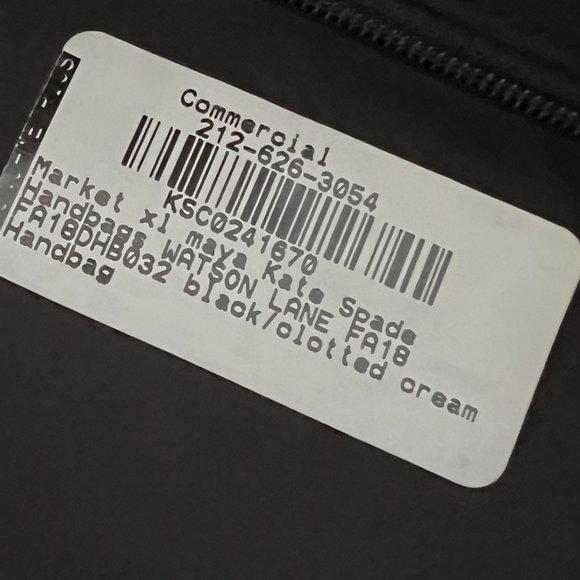 Commercial
212-626-3054
KSC0241670
Market xl maya Kate Spade
Handbags WATSON LANE FA18
FA18DHB032 black/clotted cream
Handbag